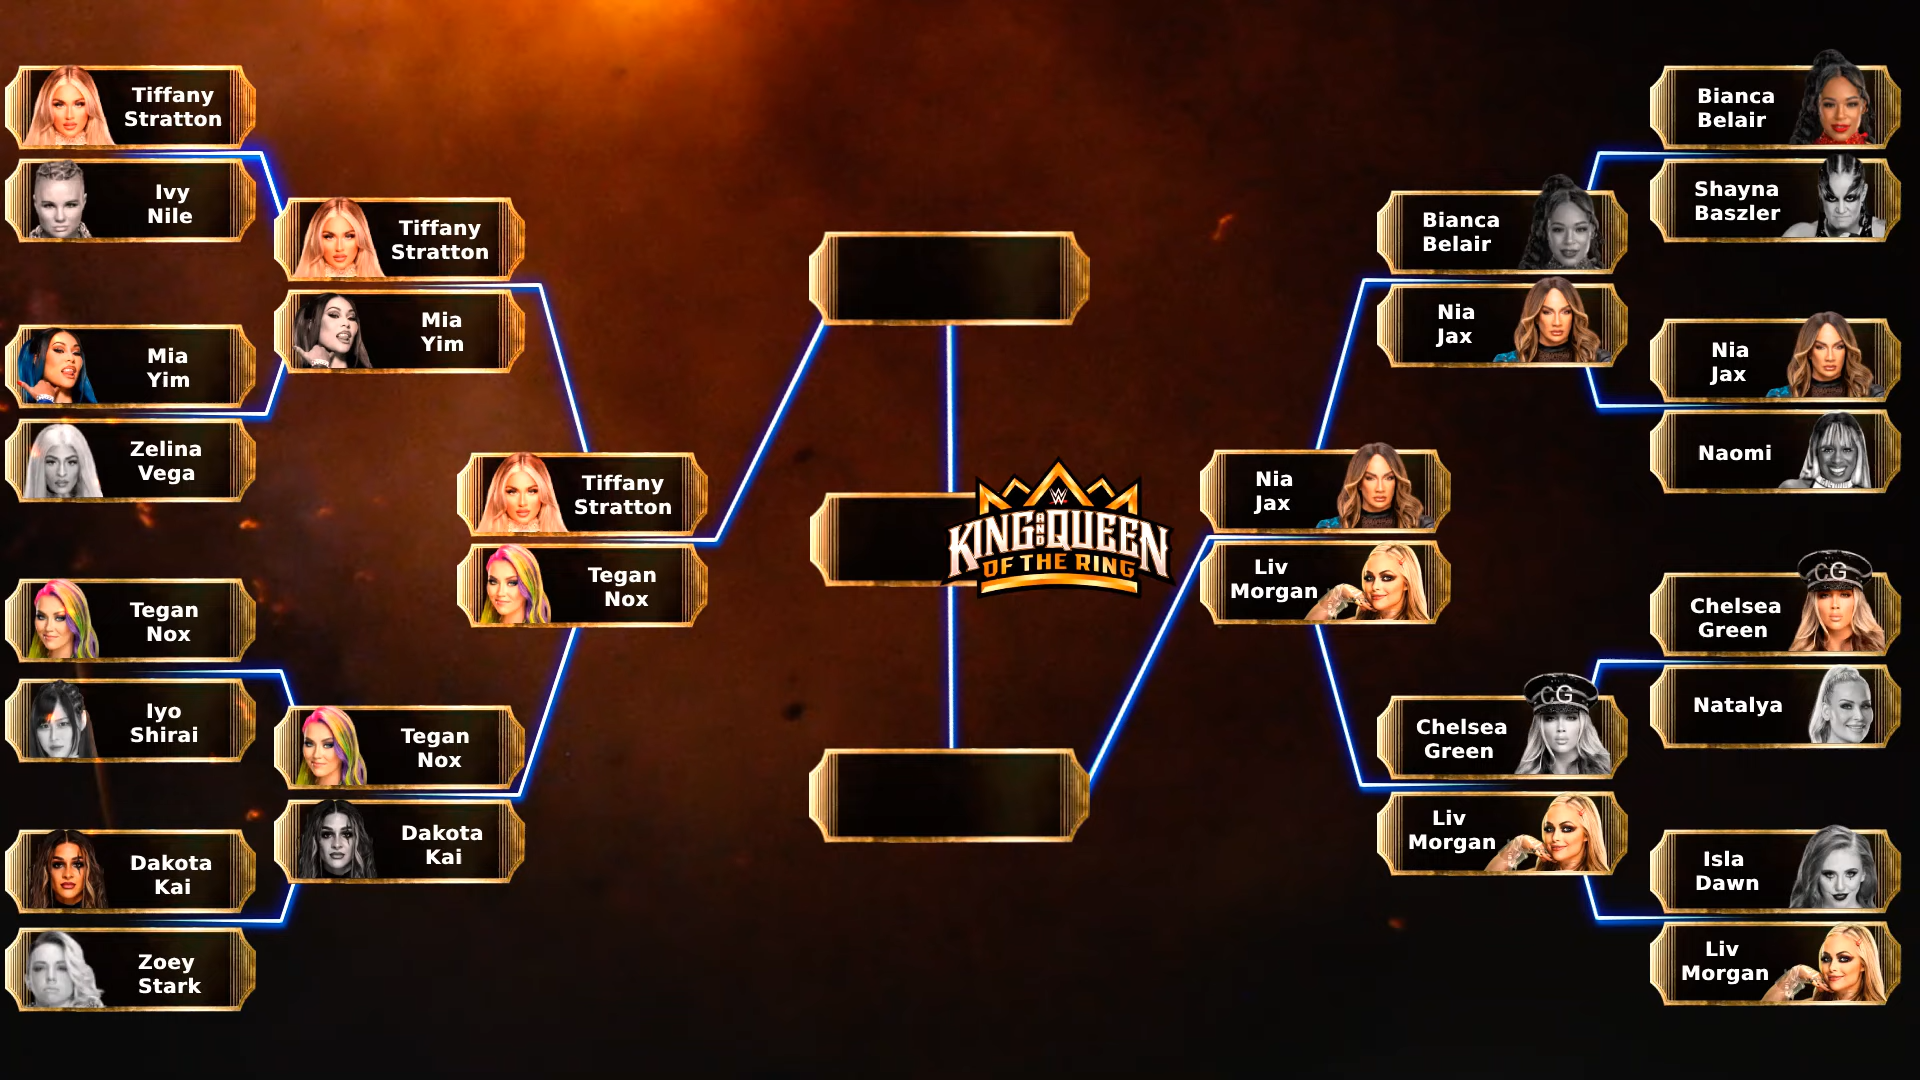 Tiffany
Stratton
Ivy
Nile
Mia
Yim
Zelina
Vega
Tegan
Nox
Iyo
Shirai
Dakota
Kai
Zoey
Stark
Tiffany
Stratton
Mia
Yim
Tegan
Nox
Dakota
Kai
Tiffany
Stratton
Tegan
Nox
W
KING AND QUEEN
OF THE RING
Nia
Jax
Liv
Morgan
Bianca
Belair
Nia
Jax
CG
Chelsea
Green
Liv
Morgan
Bianca
Belair
Shayna
Baszler
Nia
Jax
Naomi
CG
Chelsea
Green
Natalya
Isla
Dawn
Liv
Morgan